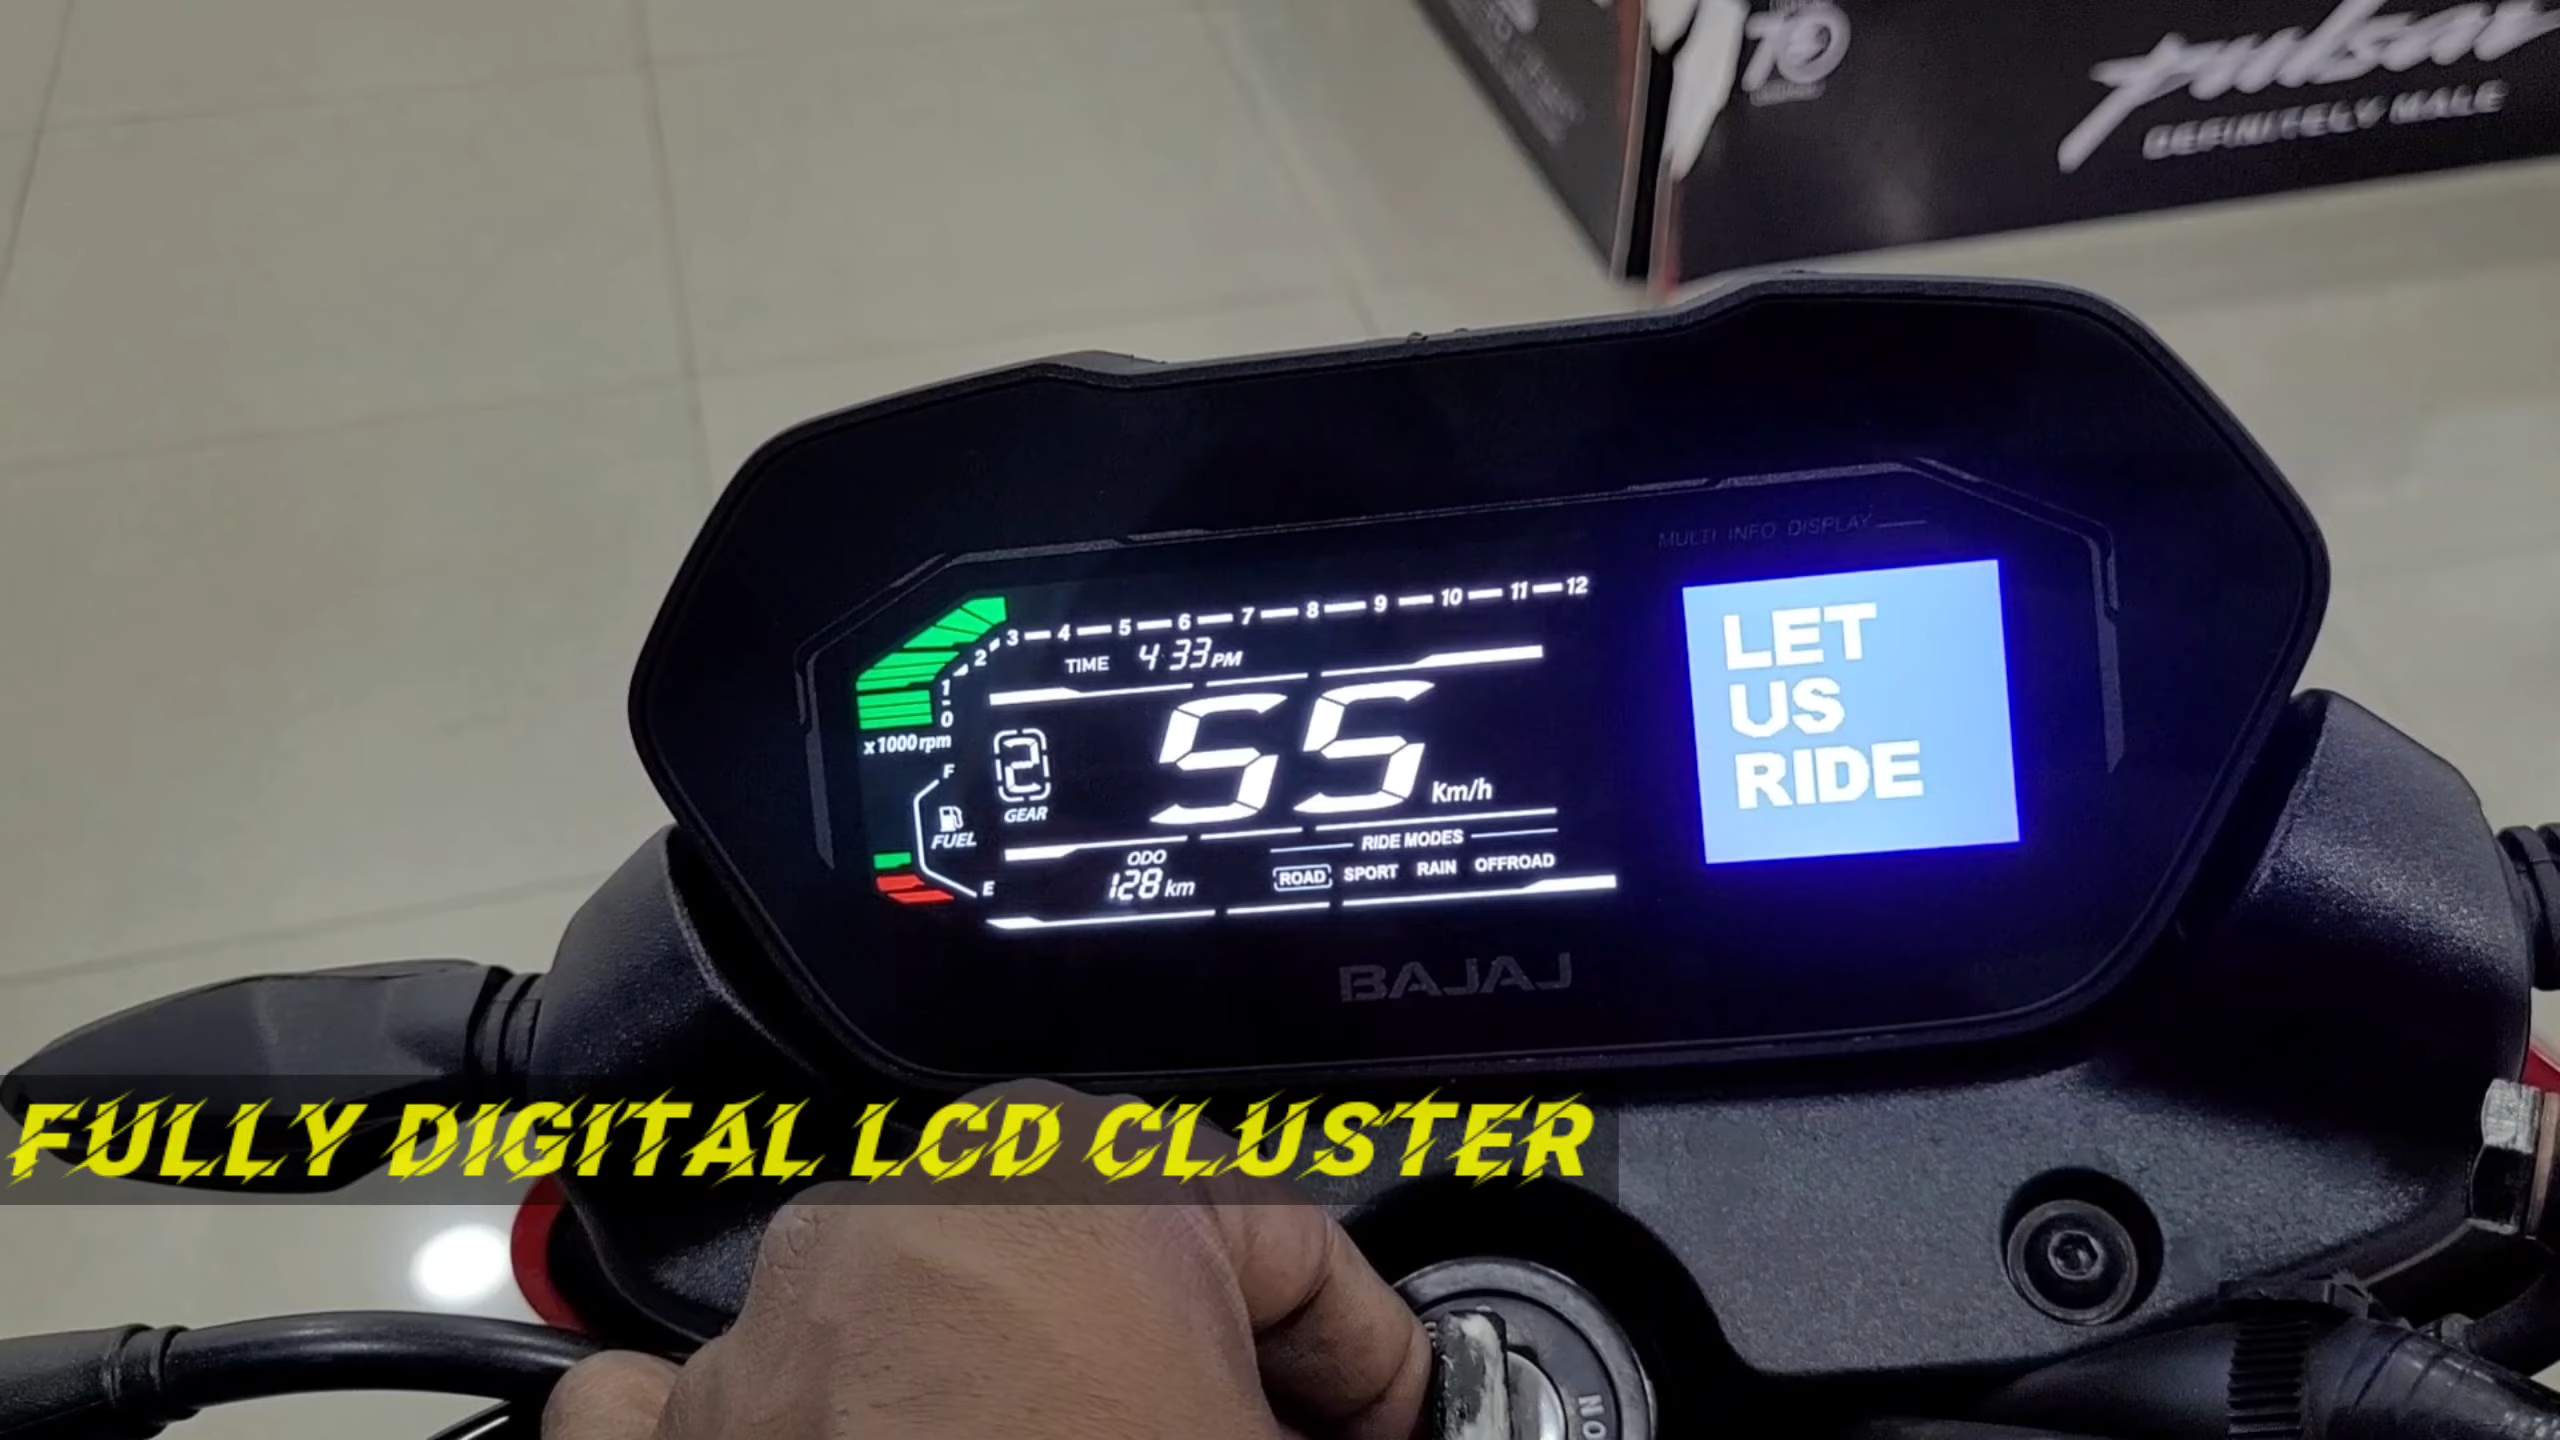 pulsar
DEFINITELY MALE
MULTI INFO DISPLAY
0 1 2 3 4 5 6 7 8 9 10 11 12
TIME 4 33 PM
LET
US
RIDE
x1000 rpm
F
2
GEAR
55 Km/h
FUEL
E
RIDE MODES
ODO
128 km
ROAD SPORT RAIN OFFROAD
BAJAJ
FULLY DIGITAL LCD CLUSTER
ON